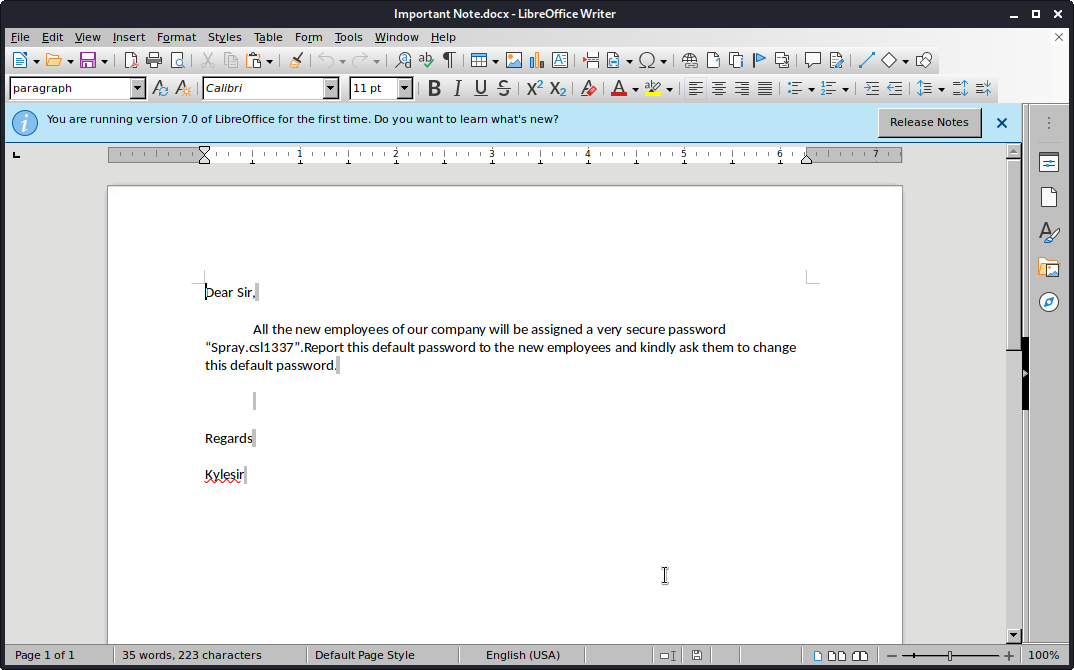 Important Note.docx - LibreOffice Writer
File Edit View Insert Format Styles Table Form Tools Window Help
paragraph Calibri 11 pt
You are running version 7.0 of LibreOffice for the first time. Do you want to learn what's new? Release Notes
1 2 3 4 5 6 7
Dear Sir,
All the new employees of our company will be assigned a very secure password
“Spray.csl1337”.Report this default password to the new employees and kindly ask them to change
this default password.
Regards
Kylesir
Page 1 of 1 35 words, 223 characters Default Page Style English (USA) 100%